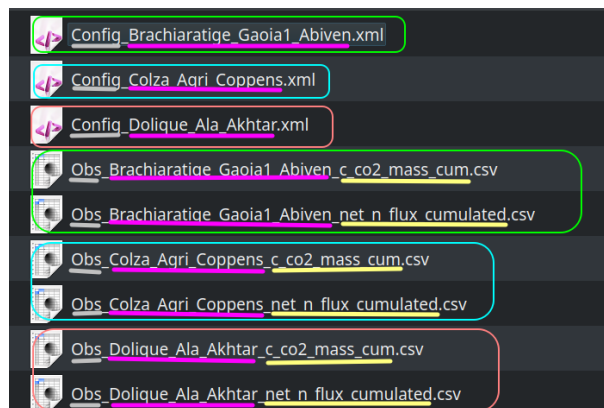 Config_Brachiaratige_Gaoia1_Abiven.xml
Config_Colza_Agri_Coppens.xml
Config_Dolique_Ala_Akhtar.xml
Obs_Brachiaratige_Gaoia1_Abiven_c_co2_mass_cum.csv
Obs_Brachiaratige_Gaoia1_Abiven_net_n_flux_cumulated.csv
Obs_Colza_Agri_Coppens_c_co2_mass_cum.csv
Obs_Colza_Agri_Coppens_net_n_flux_cumulated.csv
Obs_Dolique_Ala_Akhtar_c_co2_mass_cum.csv
Obs_Dolique_Ala_Akhtar_net_n_flux_cumulated.csv